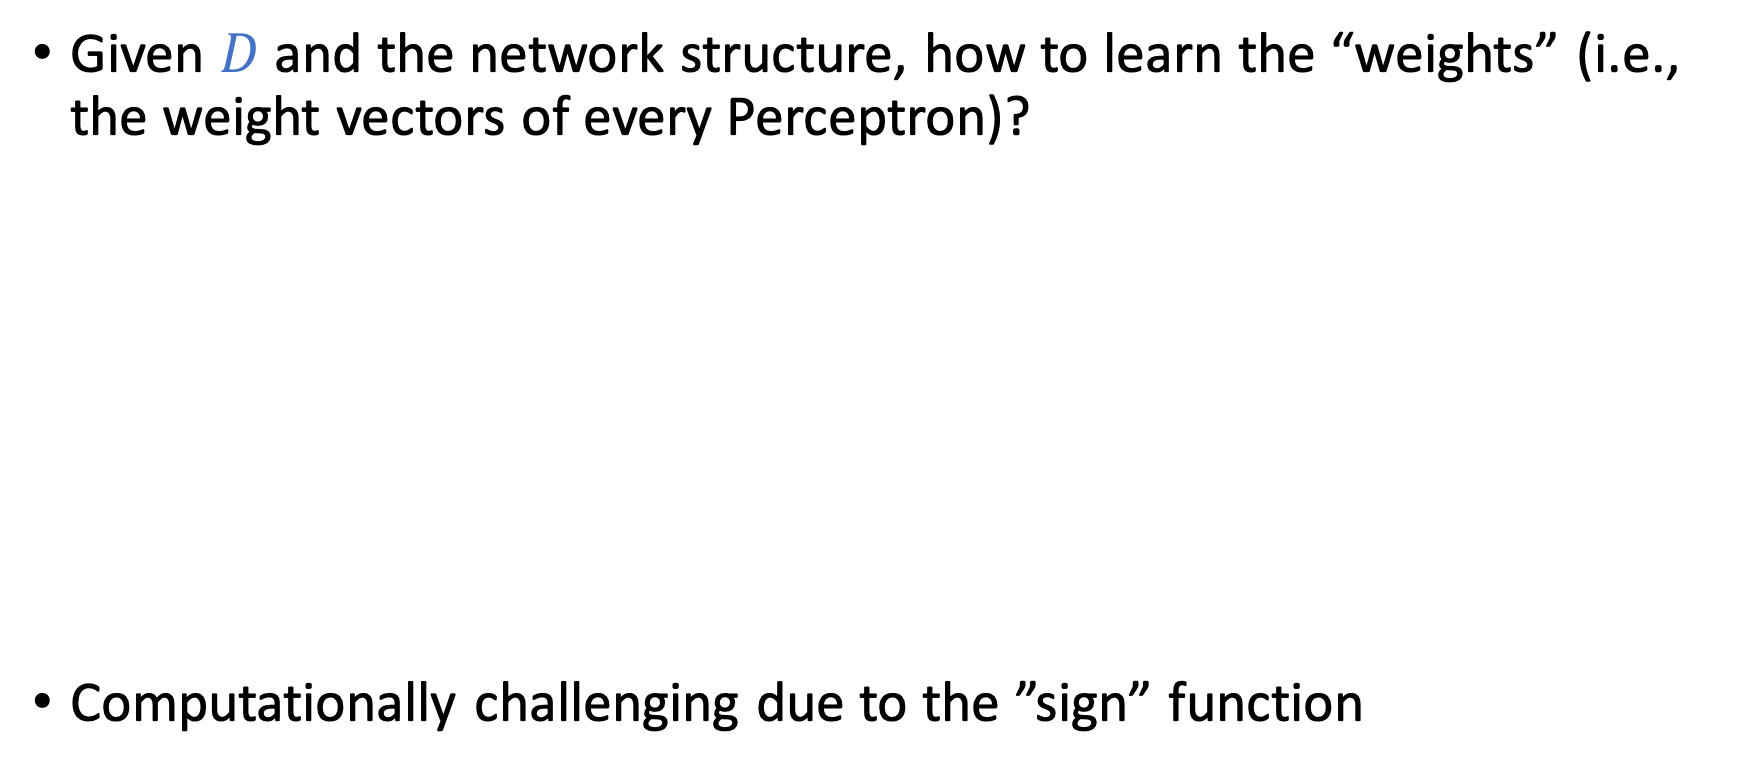 • Given D and the network structure, how to learn the “weights” (i.e.,
the weight vectors of every Perceptron)?
• Computationally challenging due to the ”sign” function